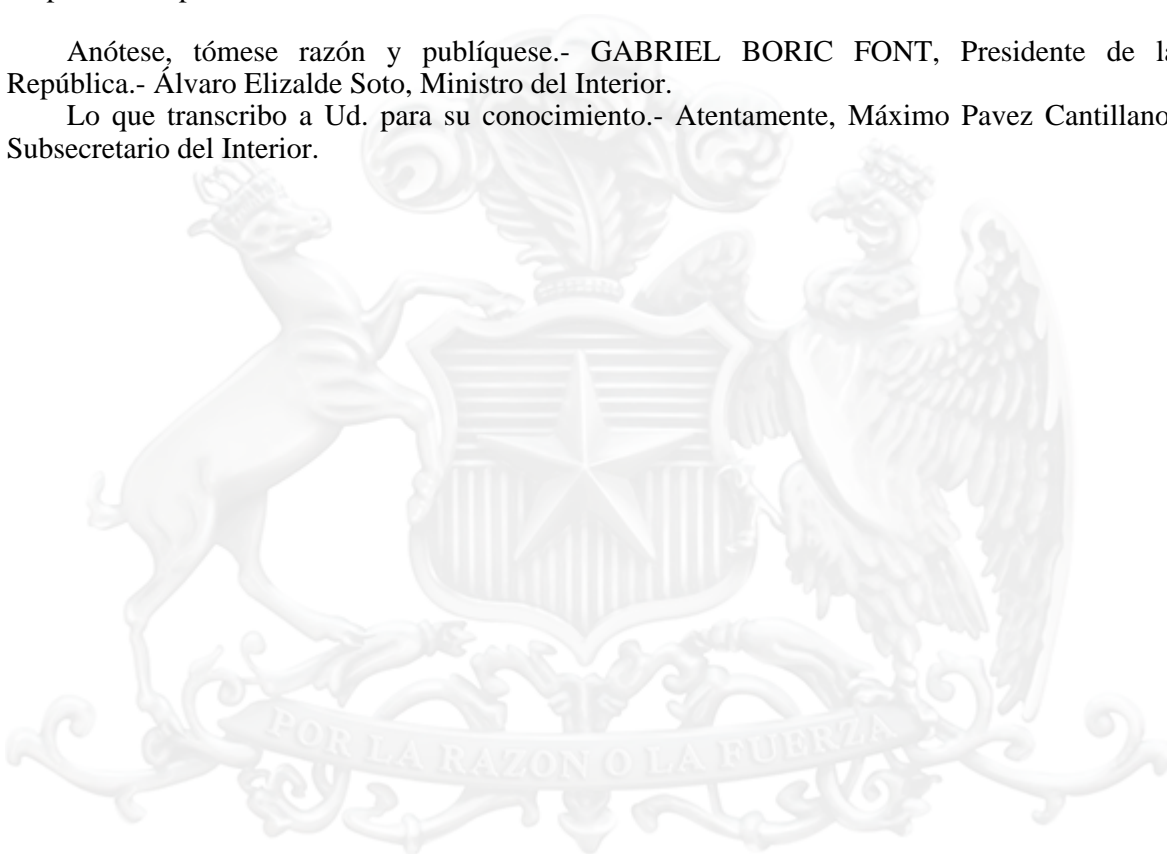 Anótese, tómese razón y publíquese.- GABRIEL BORIC FONT, Presidente de la
República.- Álvaro Elizalde Soto, Ministro del Interior.
Lo que transcribo a Ud. para su conocimiento.- Atentamente, Máximo Pavez Cantillano
Subsecretario del Interior.
POR LA RAZON O LA FUERZA